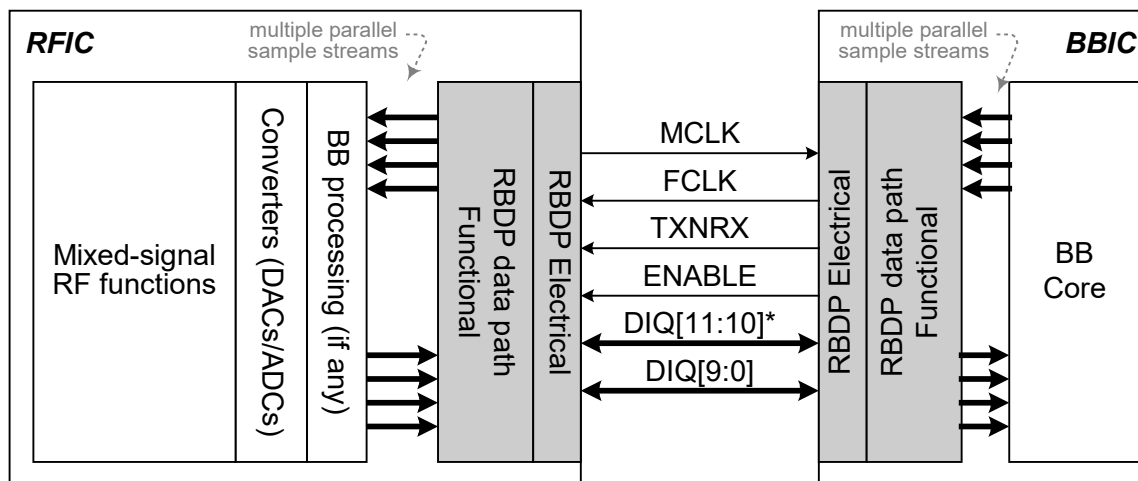 RFIC
multiple parallel
sample streams
Mixed-signal
RF functions
Converters (DACs/ADCs)
BB processing (if any)
RBDP data path
Functional
RBDP Electrical
MCLK
FCLK
TXNRX
ENABLE
DIQ[11:10]*
DIQ[9:0]
multiple parallel
sample streams
BBIC
RBDP Electrical
RBDP data path
Functional
BB
Core